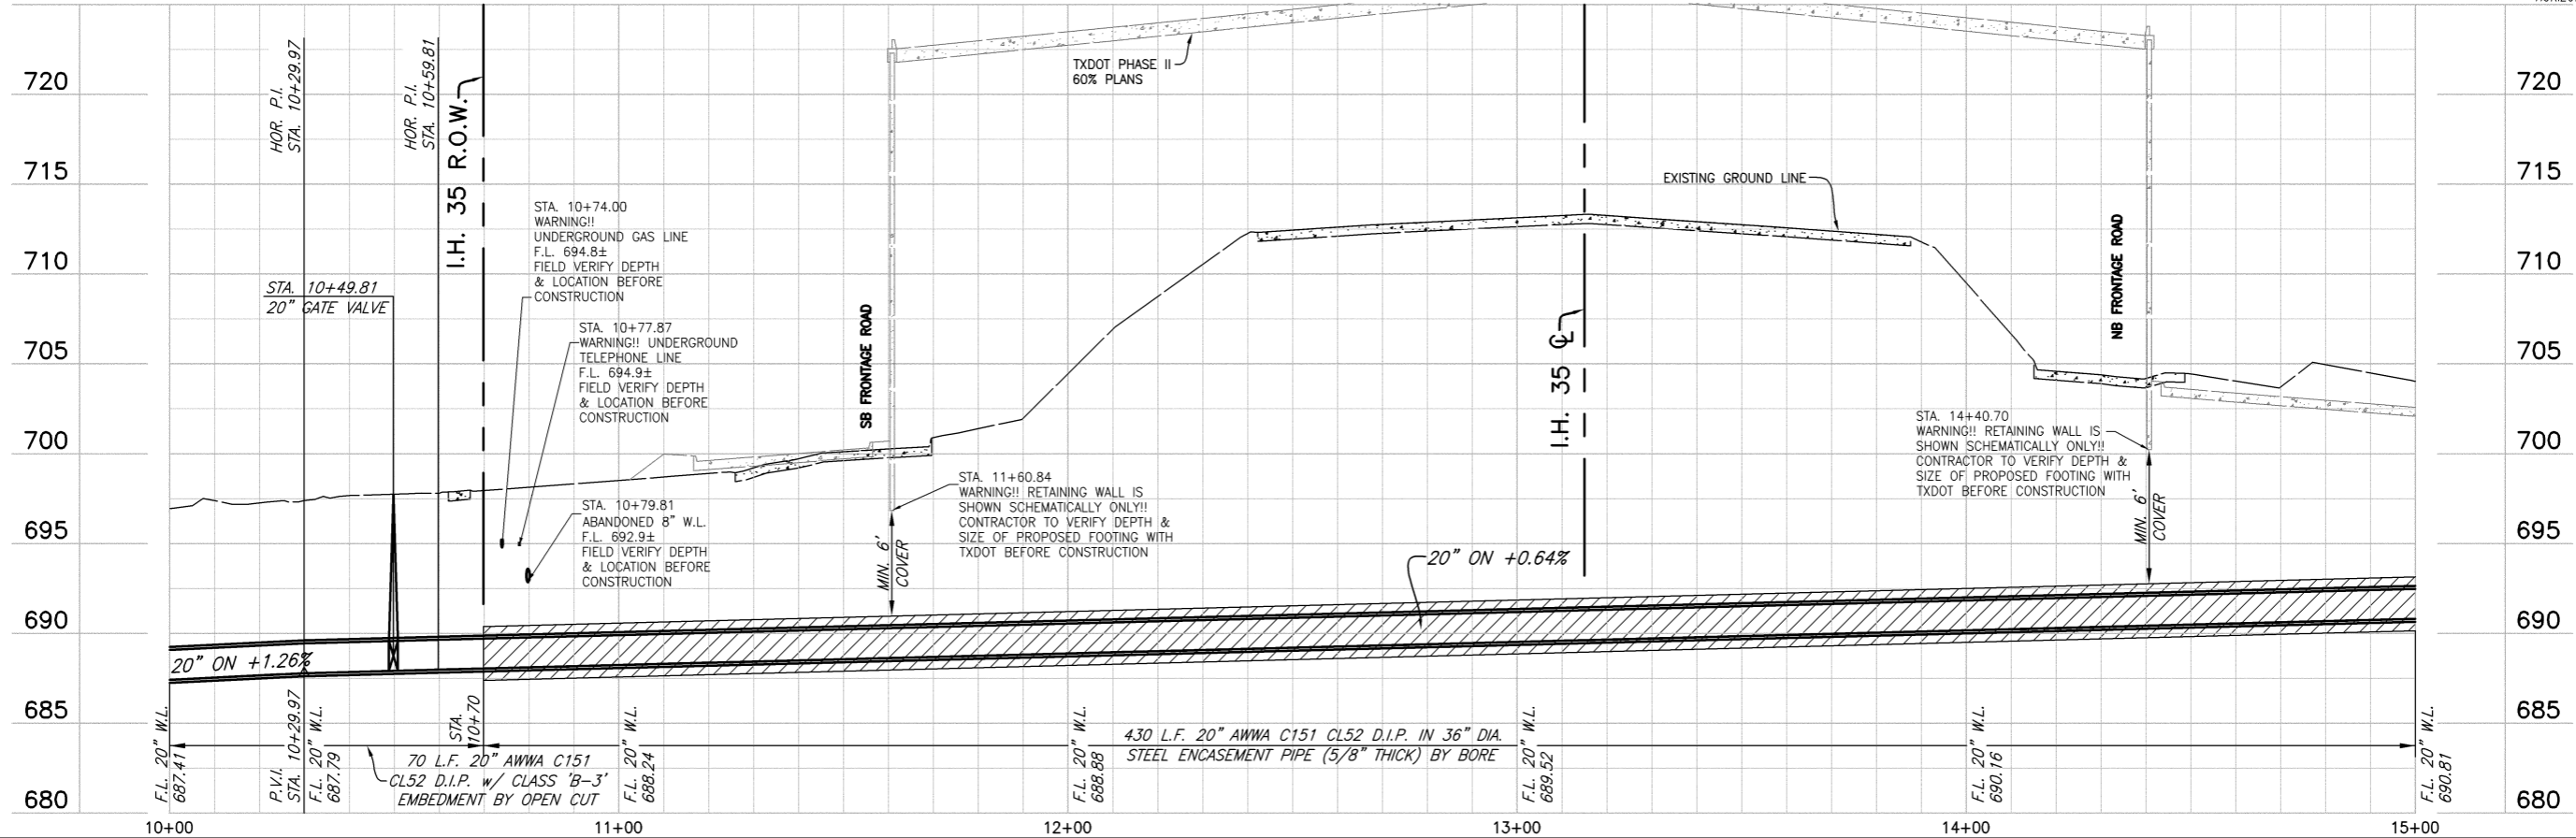 720
715
710
705
700
695
690
685
680
HOR. P.I.
STA. 10+29.97
HOR. P.I.
STA. 10+59.81
I.H. 35 R.O.W.
STA. 10+49.81
20" GATE VALVE
STA. 10+74.00
WARNING!!
UNDERGROUND GAS LINE
F.L. 694.8±
FIELD VERIFY DEPTH
& LOCATION BEFORE
CONSTRUCTION
STA. 10+77.87
WARNING!! UNDERGROUND
TELEPHONE LINE
F.L. 694.9±
FIELD VERIFY DEPTH
& LOCATION BEFORE
CONSTRUCTION
STA. 10+79.81
ABANDONED 8" W.L.
F.L. 692.9±
FIELD VERIFY DEPTH
& LOCATION BEFORE
CONSTRUCTION
SB FRONTAGE ROAD
TXDOT PHASE II
60% PLANS
STA. 11+60.84
WARNING!! RETAINING WALL IS
SHOWN SCHEMATICALLY ONLY!!
CONTRACTOR TO VERIFY DEPTH &
SIZE OF PROPOSED FOOTING WITH
TXDOT BEFORE CONSTRUCTION
MIN. 6'
COVER
I.H. 35 ℄
EXISTING GROUND LINE
NB FRONTAGE ROAD
STA. 14+40.70
WARNING!! RETAINING WALL IS
SHOWN SCHEMATICALLY ONLY!!
CONTRACTOR TO VERIFY DEPTH &
SIZE OF PROPOSED FOOTING WITH
TXDOT BEFORE CONSTRUCTION
MIN. 6'
COVER
20" ON +0.64%
20" ON +1.26%
F.L. 20" W.L.
687.41
P.V.I.
STA. 10+29.97
F.L. 20" W.L.
687.79
STA.
10+70
70 L.F. 20" AWWA C151
CL52 D.I.P. w/ CLASS 'B-3'
EMBEDMENT BY OPEN CUT
F.L. 20" W.L.
688.24
F.L. 20" W.L.
688.88
430 L.F. 20" AWWA C151 CL52 D.I.P. IN 36" DIA.
STEEL ENCASEMENT PIPE (5/8" THICK) BY BORE
F.L. 20" W.L.
689.52
F.L. 20" W.L.
690.16
F.L. 20" W.L.
690.81
720
715
710
705
700
695
690
685
680
10+00
11+00
12+00
13+00
14+00
15+00